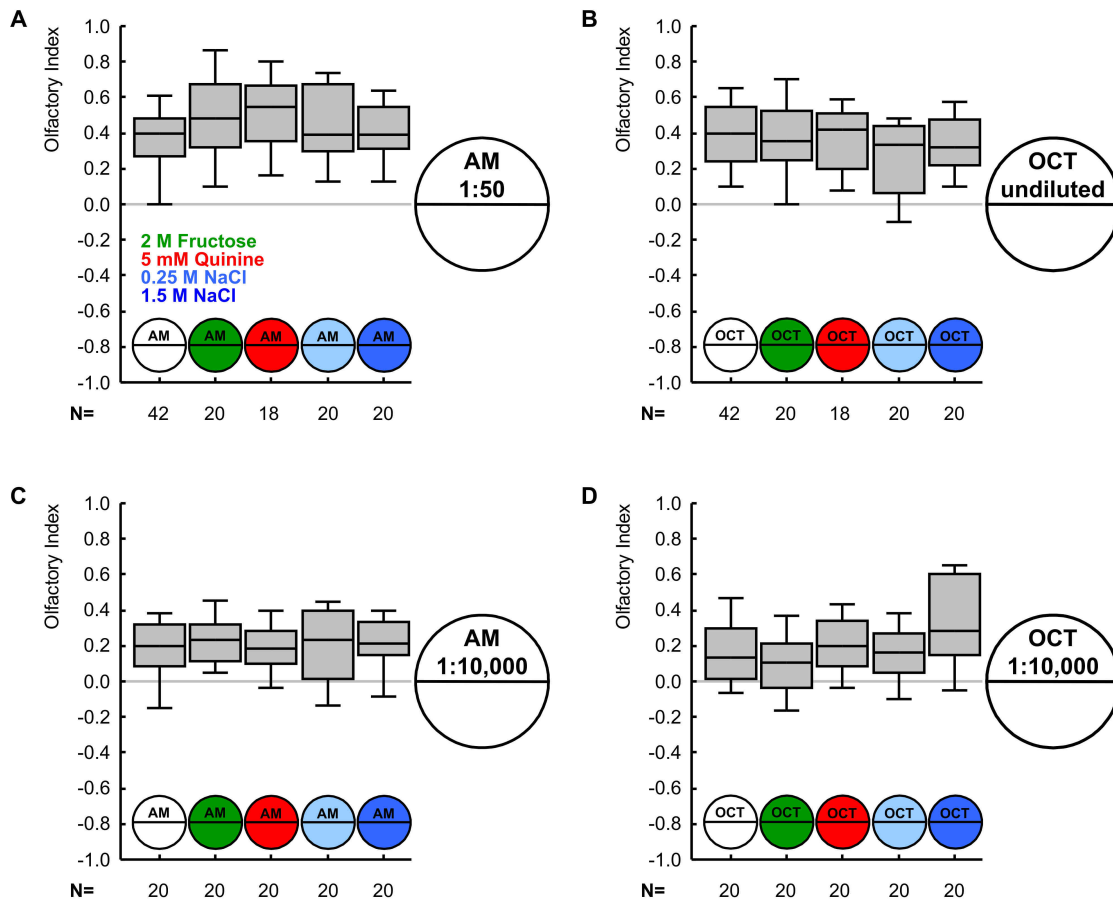 A
Olfactory Index
1.0
0.8
0.6
0.4
0.2
0.0
-0.2
-0.4
-0.6
-0.8
-1.0
AM
1:50
2 M Fructose
5 mM Quinine
0.25 M NaCl
1.5 M NaCl
AM AM AM AM AM
N= 42 20 18 20 20
B
Olfactory Index
1.0
0.8
0.6
0.4
0.2
0.0
-0.2
-0.4
-0.6
-0.8
-1.0
OCT
undiluted
OCT OCT OCT OCT OCT
N= 42 20 18 20 20
C
Olfactory Index
1.0
0.8
0.6
0.4
0.2
0.0
-0.2
-0.4
-0.6
-0.8
-1.0
AM
1:10,000
AM AM AM AM AM
N= 20 20 20 20 20
D
Olfactory Index
1.0
0.8
0.6
0.4
0.2
0.0
-0.2
-0.4
-0.6
-0.8
-1.0
OCT
1:10,000
OCT OCT OCT OCT OCT
N= 20 20 20 20 20